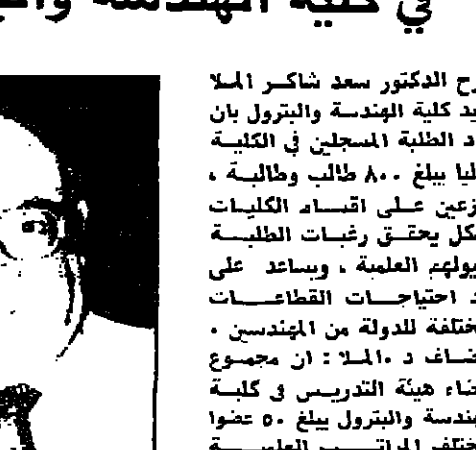 في كلية الهندسة وال
رح الدكتور سعد شاكر الملا
يد كلية الهندسة والبترول بان
د الطلبة المسجلين في الكلية
ليا يبلغ ٨٠٠ طالب وطالبة ،
زعين على اقسام الكليات
كل يحقق رغبات الطلبة
يولهم العلمية ، ويساعد على
د احتياجات القطاعات
ختلفة للدولة من المهندسين .
ضاف د .الملا : ان مجموع
ضاء هيئة التدريس في كلية
هندسة والبترول يبلغ ٥٠ عضوا
ختلف المراتب العلمية